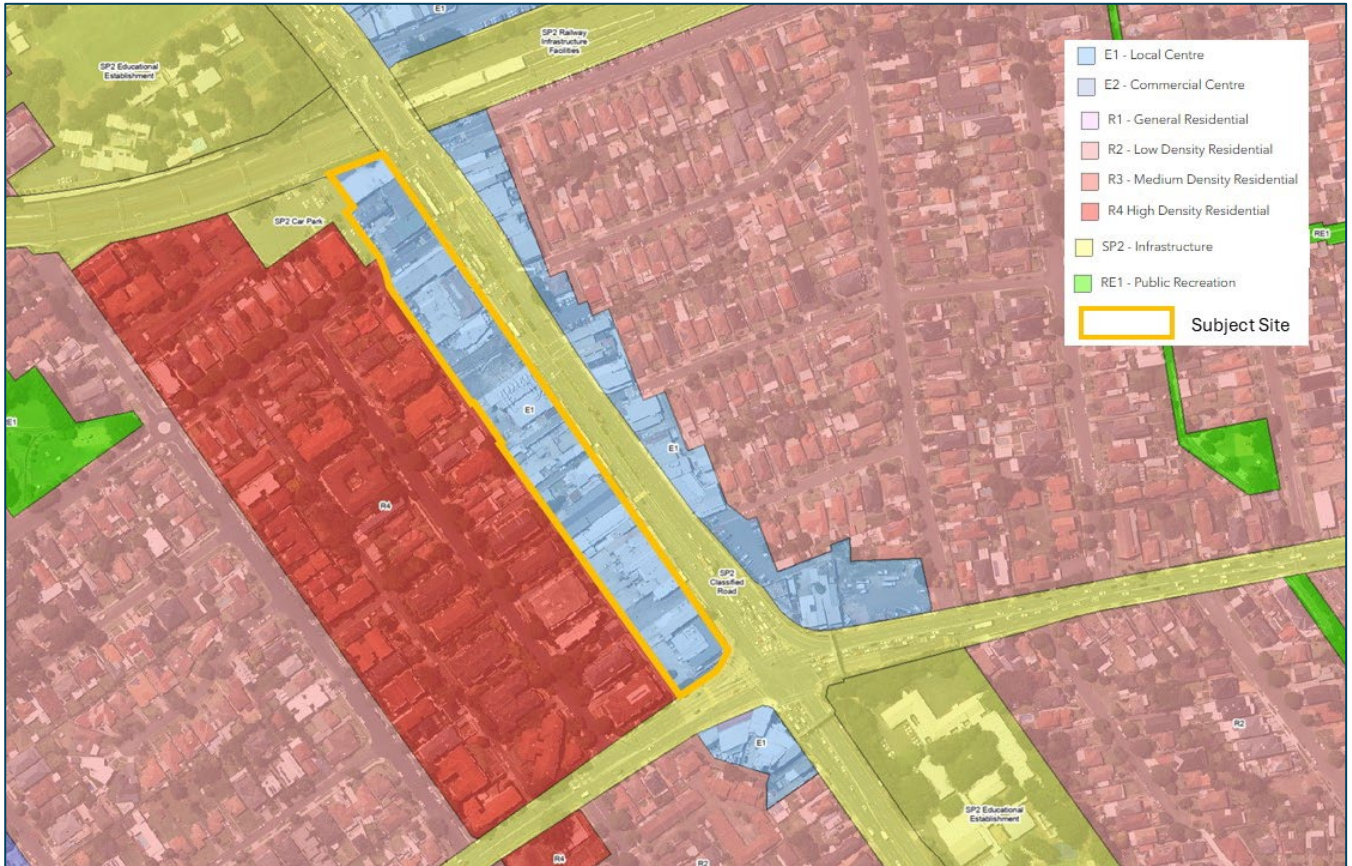 E1
SP2 Railway
Infrastructure
Facilities
SP2 Educational
Establishment
E1 - Local Centre
E2 - Commercial Centre
R1 - General Residential
R2 - Low Density Residential
R3 - Medium Density Residential
R4 High Density Residential
SP2 - Infrastructure
RE1 - Public Recreation
Subject Site
SP2 Car Park
RE1
E1
E1
E1
R4
SP2
Classified
Road
R2
E1
SP2 Educational
Establishment
R4
R2